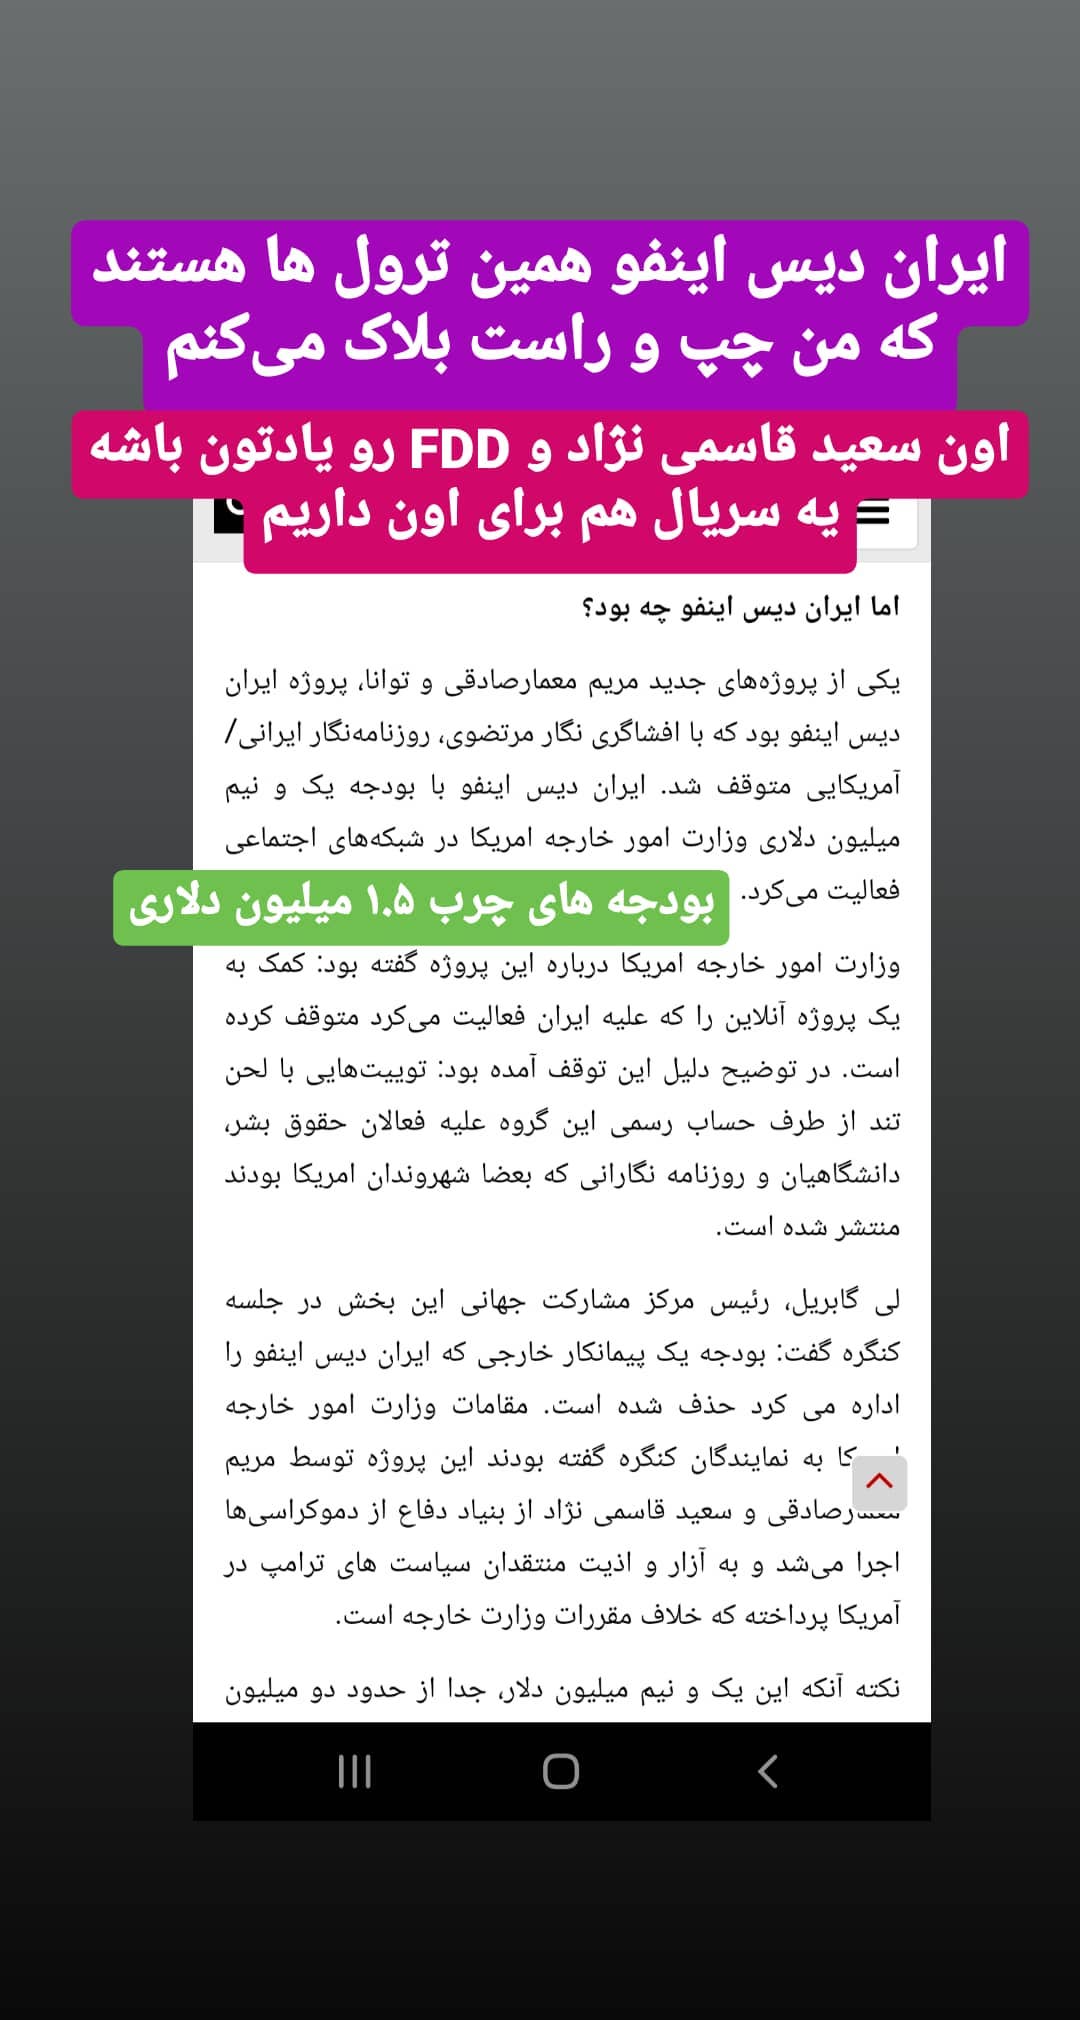 ایران دیس اینفو همین ترول ها هستند
که من چپ و راست بلاک می‌کنم
اون سعید قاسمی نژاد و FDD رو یادتون باشه
یه سریال هم برای اون داریم
اما ایران دیس اینفو چه بود؟
یکی از پروژه‌های جدید مریم معمارصادقی و توانا، پروژه ایران
دیس اینفو بود که با افشاگری نگار مرتضوی، روزنامه‌نگار ایرانی/
آمریکایی متوقف شد. ایران دیس اینفو با بودجه یک و نیم
میلیون دلاری وزارت امور خارجه امریکا در شبکه‌های اجتماعی
فعالیت می‌کرد.
بودجه های چرب ۱.۵ میلیون دلاری
وزارت امور خارجه امریکا درباره این پروژه گفته بود: کمک به
یک پروژه آنلاین را که علیه ایران فعالیت می‌کرد متوقف کرده
است. در توضیح دلیل این توقف آمده بود: توییت‌هایی با لحن
تند از طرف حساب رسمی این گروه علیه فعالان حقوق بشر،
دانشگاهیان و روزنامه نگارانی که بعضا شهروندان امریکا بودند
منتشر شده است.
لی گابریل، رئیس مرکز مشارکت جهانی این بخش در جلسه
کنگره گفت: بودجه یک پیمانکار خارجی که ایران دیس اینفو را
اداره می کرد حذف شده است. مقامات وزارت امور خارجه
به نمایندگان کنگره گفته بودند این پروژه توسط مریم
و سعید قاسمی نژاد از بنیاد دفاع از دموکراسی‌ها
اجرا می‌شد و به آزار و اذیت منتقدان سیاست های ترامپ در
آمریکا پرداخته که خلاف مقررات وزارت خارجه است.
نکته آنکه این یک و نیم میلیون دلار، جدا از حدود دو میلیون